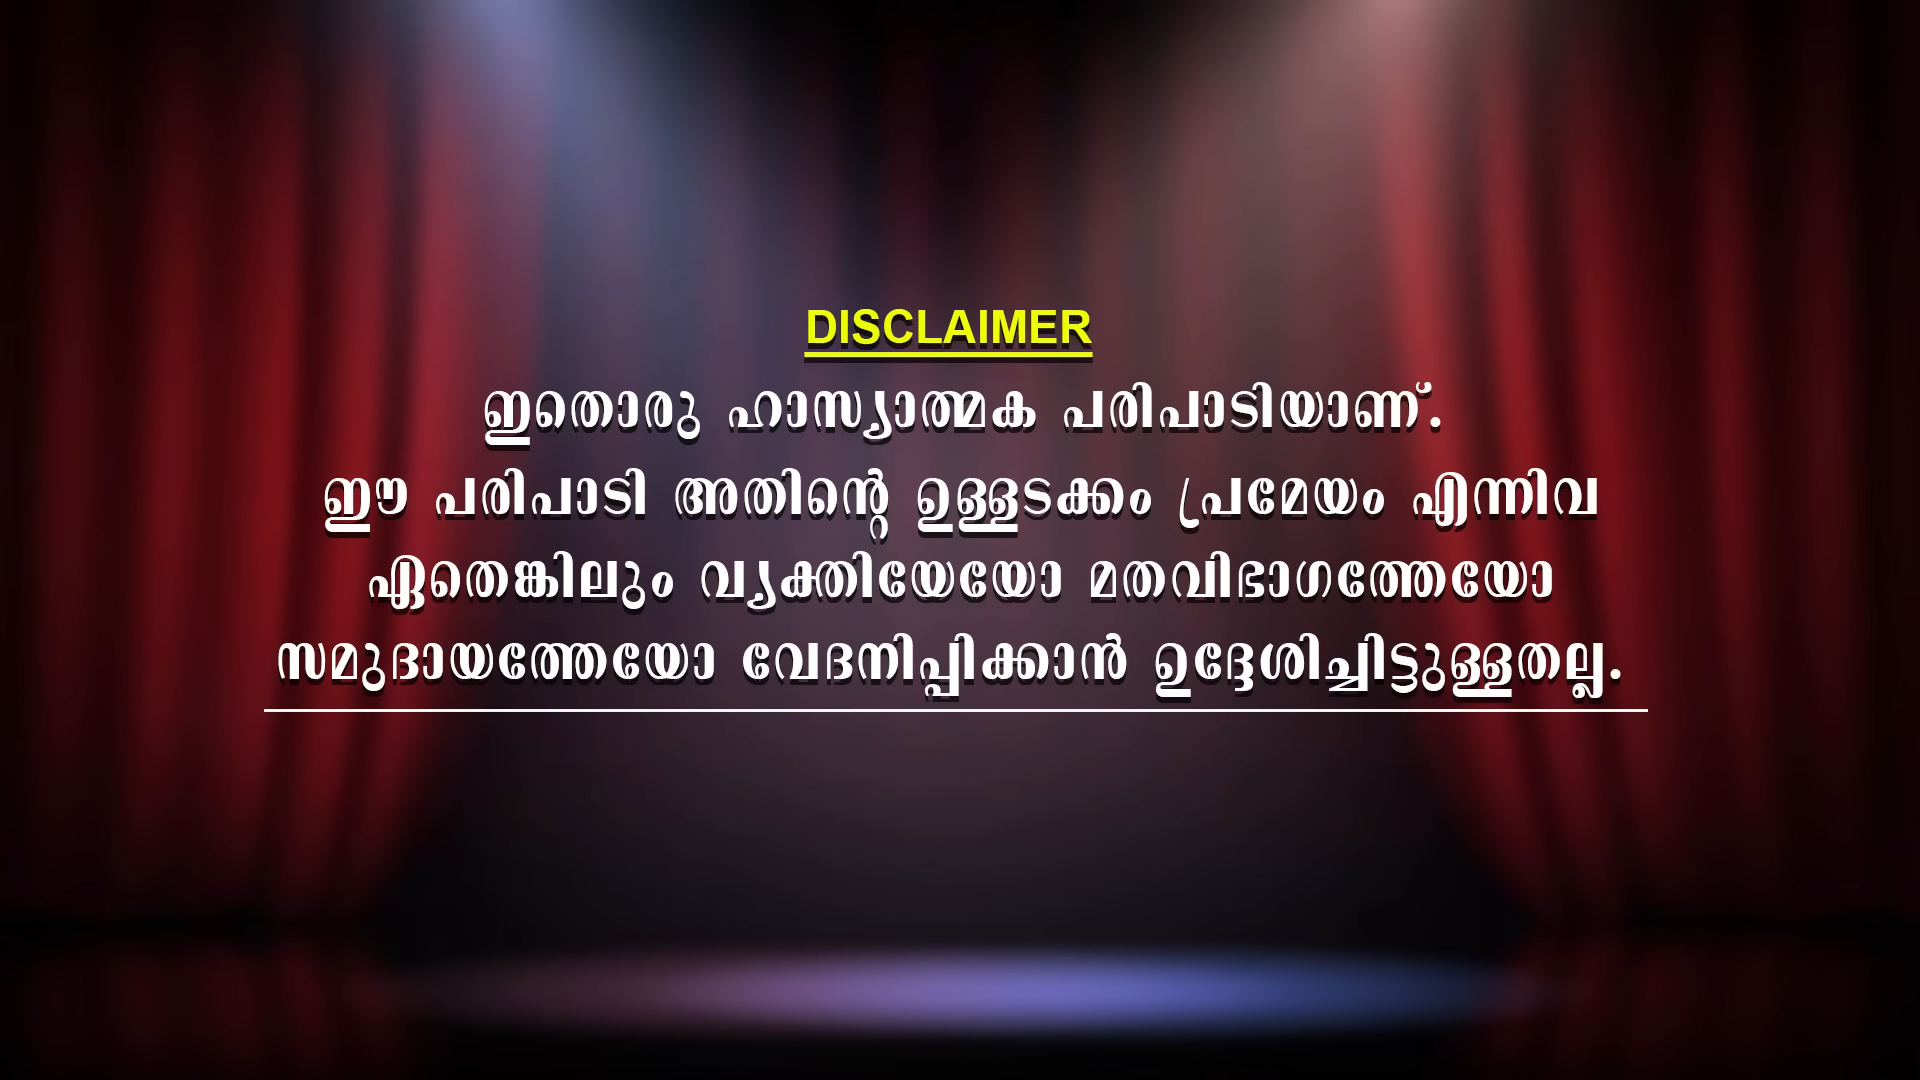 DISCLAIMER
ഇതൊരു ഹാസ്യാത്മക പരിപാടിയാണ്.
ഈ പരിപാടി അതിന്റെ ഉള്ളടക്കം പ്രമേയം എന്നിവ
ഏതെങ്കിലും വ്യക്തിയേയോ മതവിഭാഗത്തേയോ
സമുദായത്തേയോ വേദനിപ്പിക്കാൻ ഉദ്ദേശിച്ചിട്ടുള്ളതല്ല.